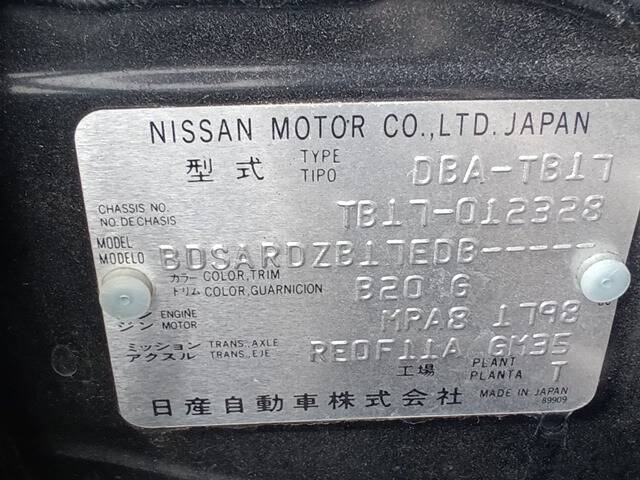 NISSAN MOTOR CO.,LTD. JAPAN
型式 TYPE TIPO DBA-TB17
CHASSIS NO. NO. DE CHASIS TB17-012328
MODEL MODELO BDSARDZB17EDB-----
カラー COLOR,TRIM
トリム COLOR,GUARNICION B20 G
ン ENGINE
ジン MOTOR MRA8 1798
ミッション TRANS.,AXLE
アクスル TRANS.,EJE RE0F11A GM35
工場 PLANT PLANTA T
日産自動車株式会社 MADE IN JAPAN
89909